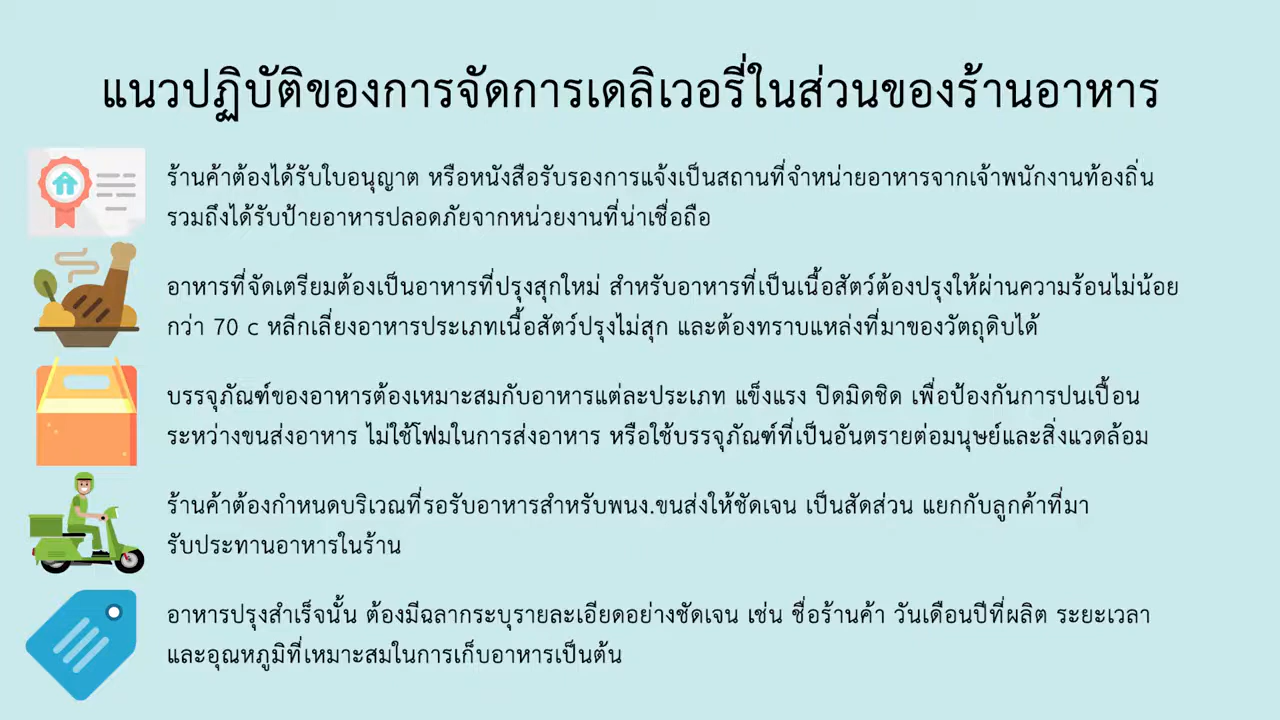 แนวปฏิบัติของการจัดการเดลิเวอรี่ในส่วนของร้านอาหาร
ร้านค้าต้องได้รับใบอนุญาต หรือหนังสือรับรองการแจ้งเป็นสถานที่จำหน่ายอาหารจากเจ้าพนักงานท้องถิ่น
รวมถึงได้รับป้ายอาหารปลอดภัยจากหน่วยงานที่น่าเชื่อถือ
อาหารที่จัดเตรียมต้องเป็นอาหารที่ปรุงสุกใหม่ สำหรับอาหารที่เป็นเนื้อสัตว์ต้องปรุงให้ผ่านความร้อนไม่น้อย
กว่า 70 c หลีกเลี่ยงอาหารประเภทเนื้อสัตว์ปรุงไม่สุก และต้องทราบแหล่งที่มาของวัตถุดิบได้
บรรจุภัณฑ์ของอาหารต้องเหมาะสมกับอาหารแต่ละประเภท แข็งแรง ปิดมิดชิด เพื่อป้องกันการปนเปื้อน
ระหว่างขนส่งอาหาร ไม่ใช้โฟมในการส่งอาหาร หรือใช้บรรจุภัณฑ์ที่เป็นอันตรายต่อมนุษย์และสิ่งแวดล้อม
ร้านค้าต้องกำหนดบริเวณที่รอรับอาหารสำหรับพนง.ขนส่งให้ชัดเจน เป็นสัดส่วน แยกกับลูกค้าที่มา
รับประทานอาหารในร้าน
อาหารปรุงสำเร็จนั้น ต้องมีฉลากระบุรายละเอียดอย่างชัดเจน เช่น ชื่อร้านค้า วันเดือนปีที่ผลิต ระยะเวลา
และอุณหภูมิที่เหมาะสมในการเก็บอาหารเป็นต้น